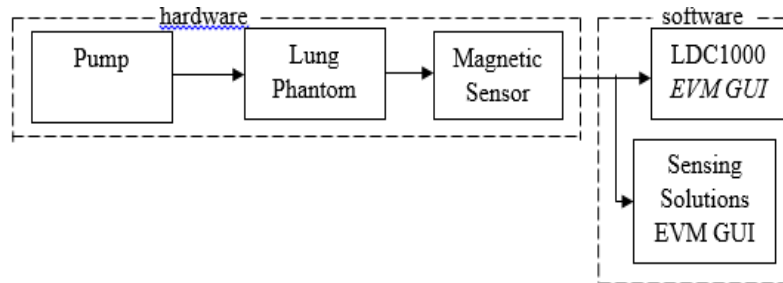 hardware
software
Pump
Lung
Phantom
Magnetic
Sensor
LDC1000
EVM GUI
Sensing
Solutions
EVM GUI